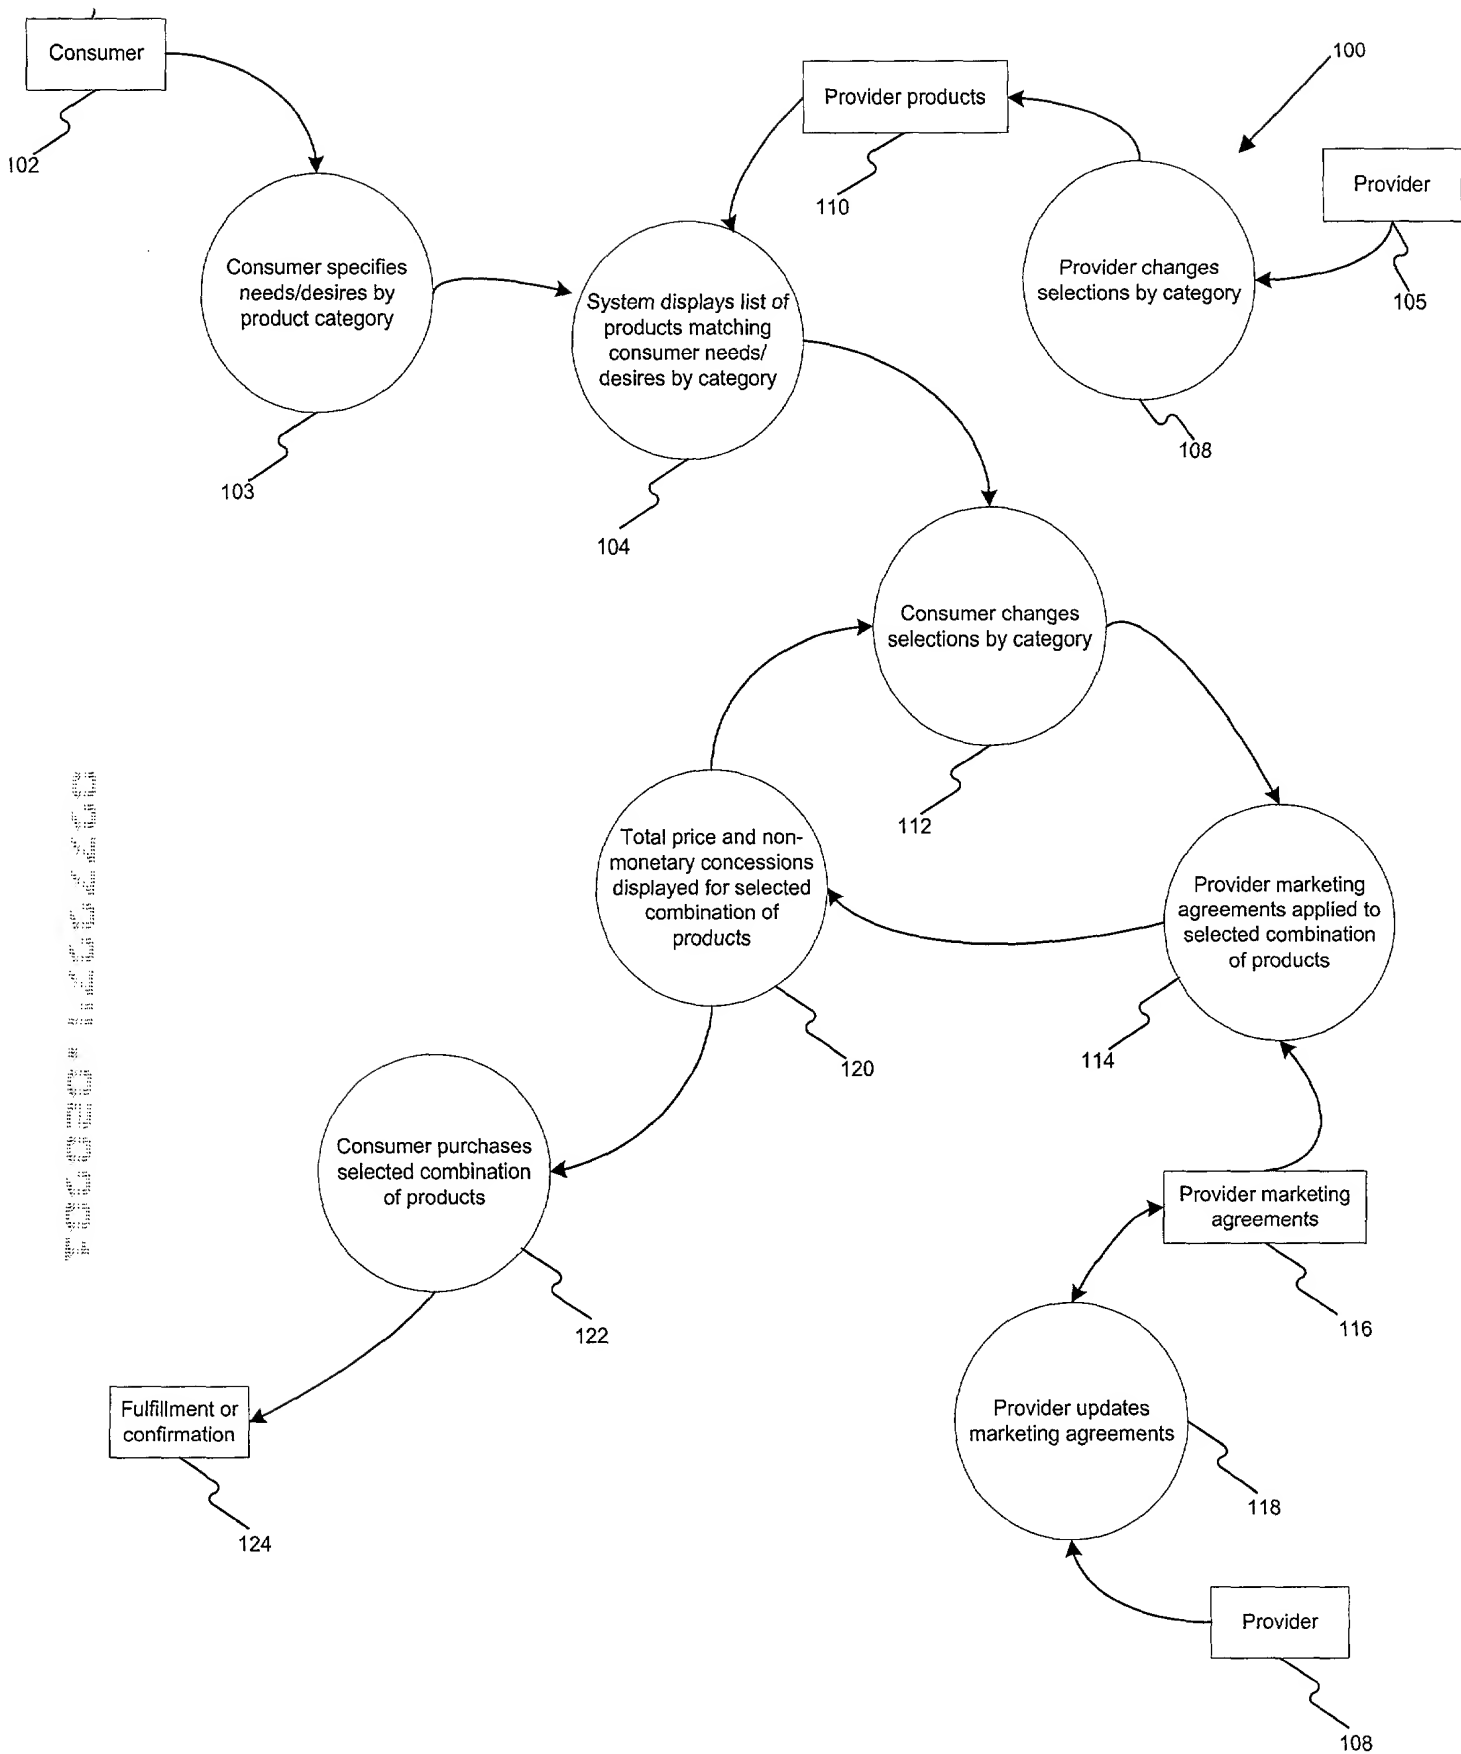 Consumer
102
Provider products
110
100
Provider
105
Consumer specifies
needs/desires by
product category
103
System displays list of
products matching
consumer needs/
desires by category
104
Provider changes
selections by category
108
Consumer changes
selections by category
112
Total price and non-
monetary concessions
displayed for selected
combination of
products
120
Provider marketing
agreements applied to
selected combination
of products
114
Consumer purchases
selected combination
of products
122
Provider marketing
agreements
116
Fulfillment or
confirmation
124
Provider updates
marketing agreements
118
Provider
108